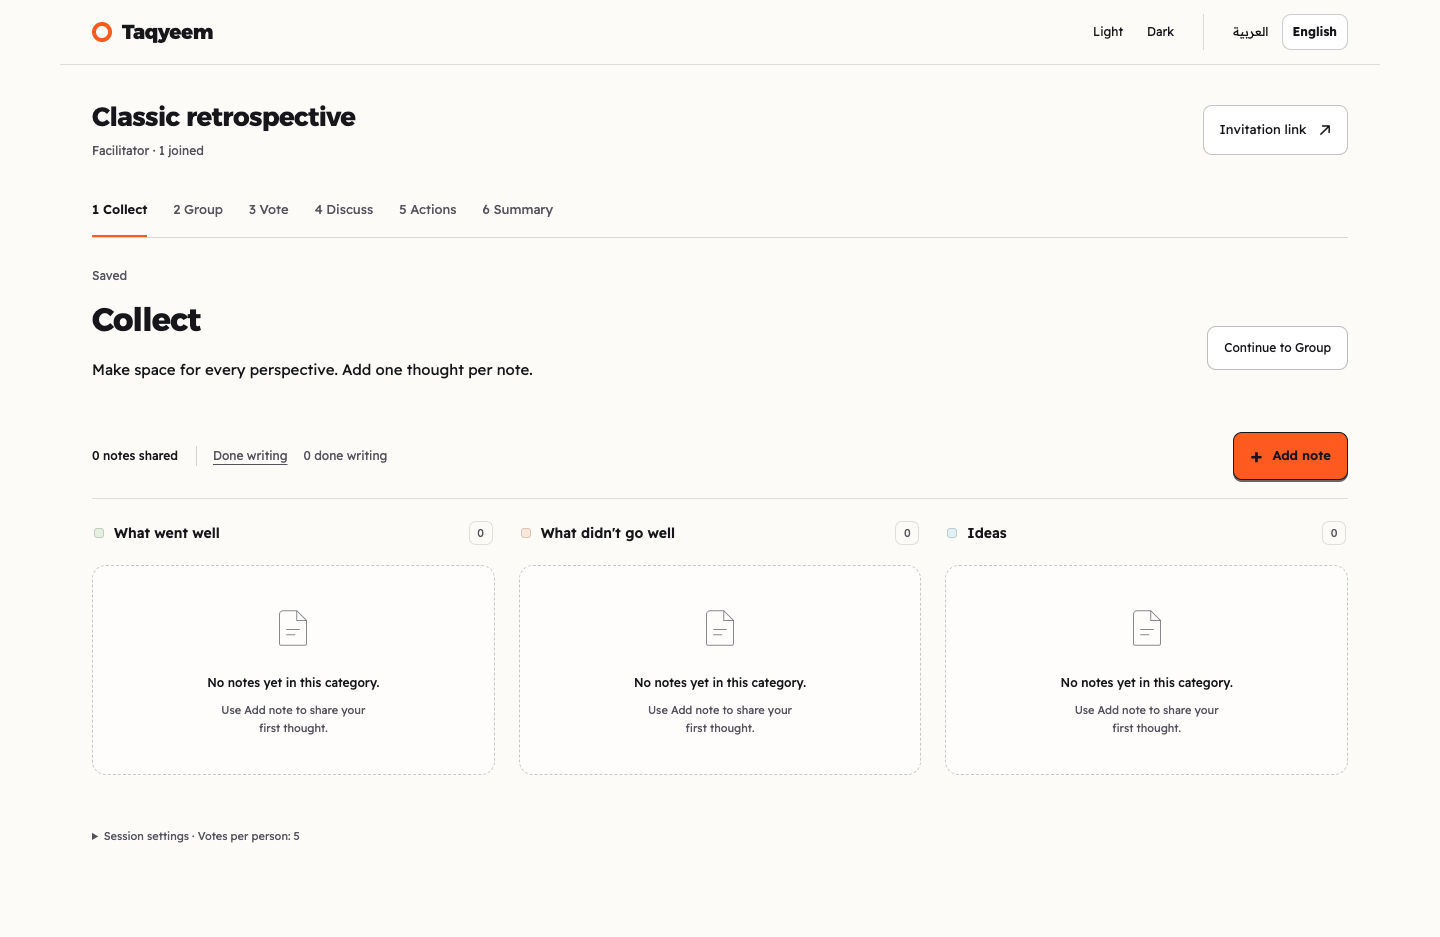 Taqyeem
Light
Dark
العربية
English
Classic retrospective
Facilitator · 1 joined
Invitation link
1 Collect
2 Group
3 Vote
4 Discuss
5 Actions
6 Summary
Saved
Collect
Make space for every perspective. Add one thought per note.
Continue to Group
0 notes shared
Done writing
0 done writing
+ Add note
What went well
0
What didn't go well
0
Ideas
0
No notes yet in this category.
Use Add note to share your
first thought.
No notes yet in this category.
Use Add note to share your
first thought.
No notes yet in this category.
Use Add note to share your
first thought.
Session settings · Votes per person: 5